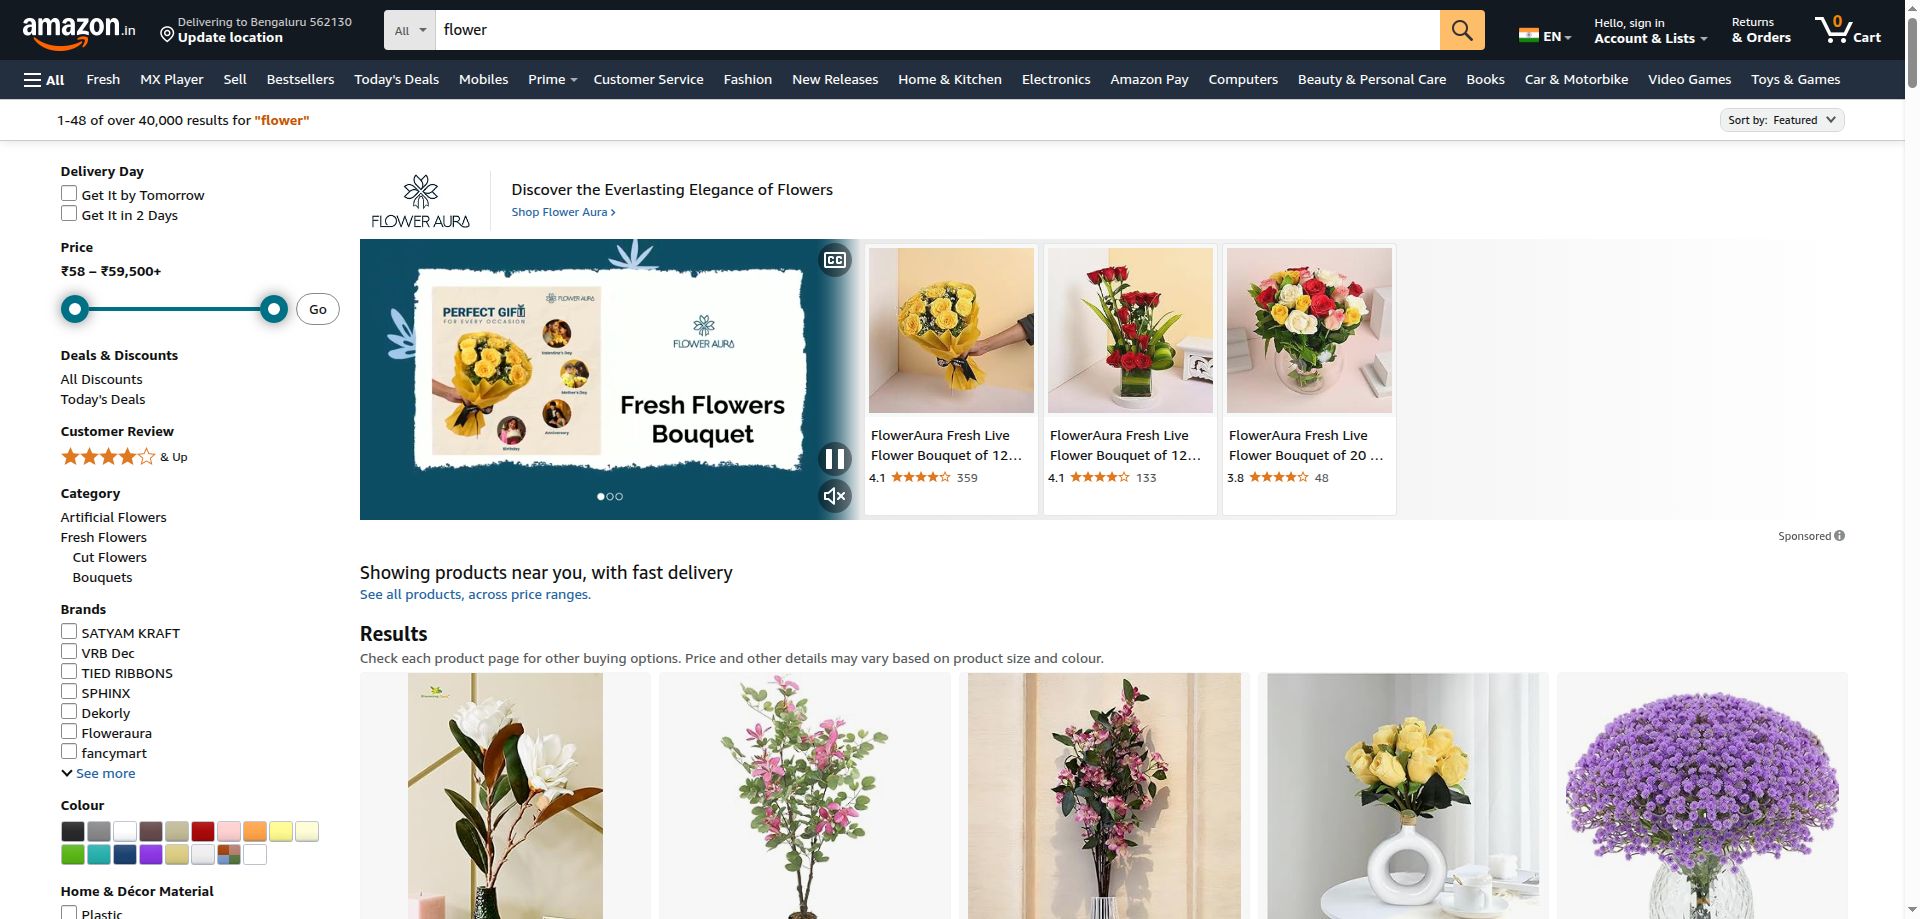 amazon.in
Delivering to Bengaluru 562130
Update location
All
flower
EN
Hello, sign in
Account & Lists
Returns
& Orders
0
Cart
All
Fresh
MX Player
Sell
Bestsellers
Today's Deals
Mobiles
Prime
Customer Service
Fashion
New Releases
Home & Kitchen
Electronics
Amazon Pay
Computers
Beauty & Personal Care
Books
Car & Motorbike
Video Games
Toys & Games
1-48 of over 40,000 results for "flower"
Sort by: Featured
Delivery Day
Get It by Tomorrow
Get It in 2 Days
Price
₹58 – ₹59,500+
Go
Deals & Discounts
All Discounts
Today's Deals
Customer Review
& Up
Category
Artificial Flowers
Fresh Flowers
Cut Flowers
Bouquets
Brands
SATYAM KRAFT
VRB Dec
TIED RIBBONS
SPHINX
Dekorly
Floweraura
fancymart
See more
Colour
Home & Décor Material
Plastic
FLOWER AURA
Discover the Everlasting Elegance of Flowers
Shop Flower Aura ›
CC
FLOWER AURA
PERFECT GIFT
FOR EVERY OCCASION
Valentine's Day
Mother's Day
Anniversary
Birthday
FLOWER AURA
Fresh Flowers
Bouquet
FlowerAura Fresh Live
Flower Bouquet of 12...
4.1
359
FlowerAura Fresh Live
Flower Bouquet of 12...
4.1
133
FlowerAura Fresh Live
Flower Bouquet of 20 ...
3.8
48
Sponsored
Showing products near you, with fast delivery
See all products, across price ranges.
Results
Check each product page for other buying options. Price and other details may vary based on product size and colour.